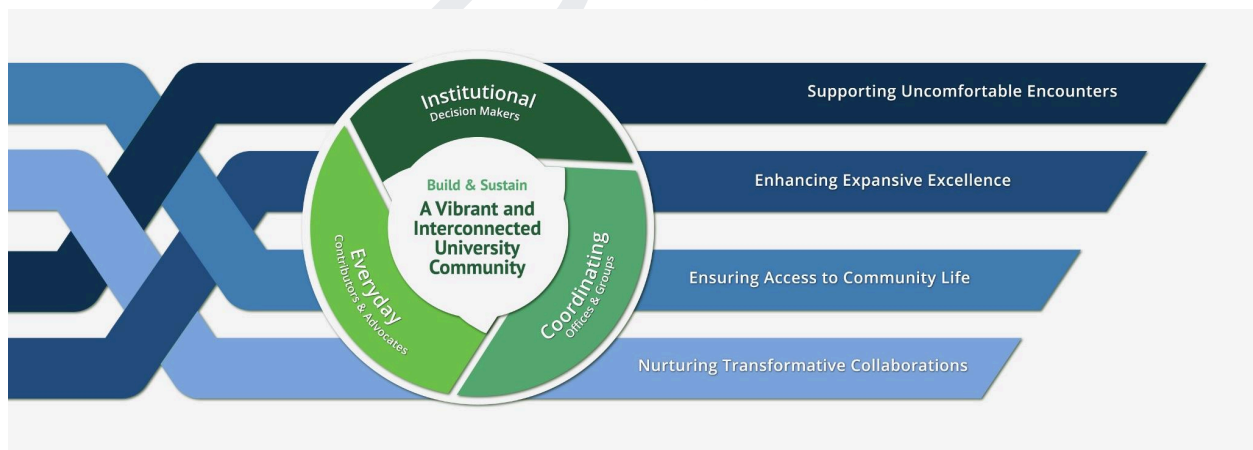 Institutional
Decision Makers
Build & Sustain
A Vibrant and
Interconnected
University
Community
Everyday
Contributors & Advocates
Coordinating
Offices & Groups
Supporting Uncomfortable Encounters
Enhancing Expansive Excellence
Ensuring Access to Community Life
Nurturing Transformative Collaborations